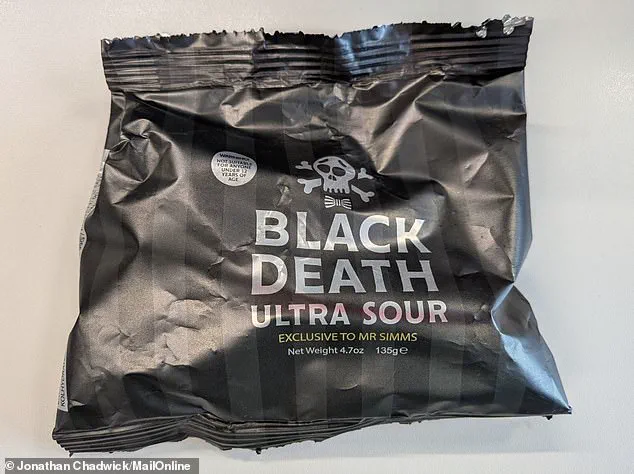 WARNING
NOT SUITABLE
FOR ANYONE
UNDER 12
YEARS OF
AGE
BLACK
DEATH
ULTRA SOUR
EXCLUSIVE TO MR SIMMS
Net Weight 4.7oz 135g℮
© Jonathan Chadwick/MailOnline